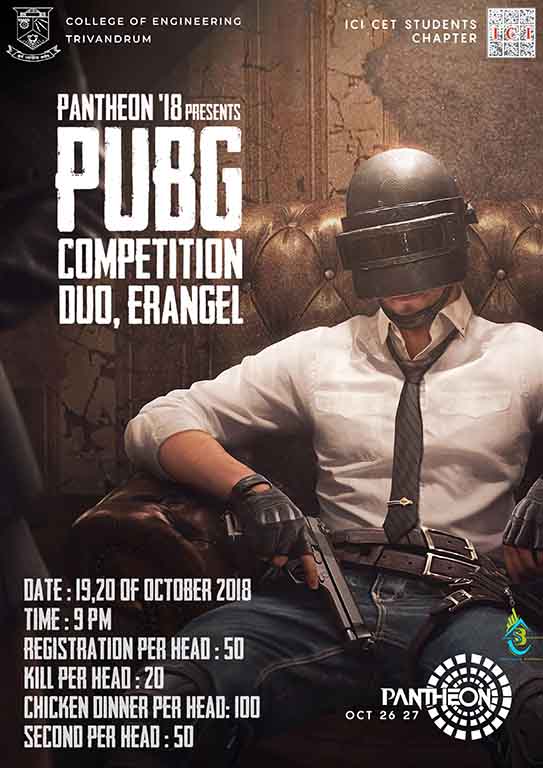 COLLEGE OF ENGINEERING
TRIVANDRUM
ICI CET STUDENTS
CHAPTER
ICI
PANTHEON '18 PRESENTS
PUBG
COMPETITION
DUO, ERANGEL
DATE : 19,20 OF OCTOBER 2018
TIME : 9 PM
REGISTRATION PER HEAD : 50
KILL PER HEAD : 20
CHICKEN DINNER PER HEAD: 100
SECOND PER HEAD : 50
PANTHEON
OCT 26 27